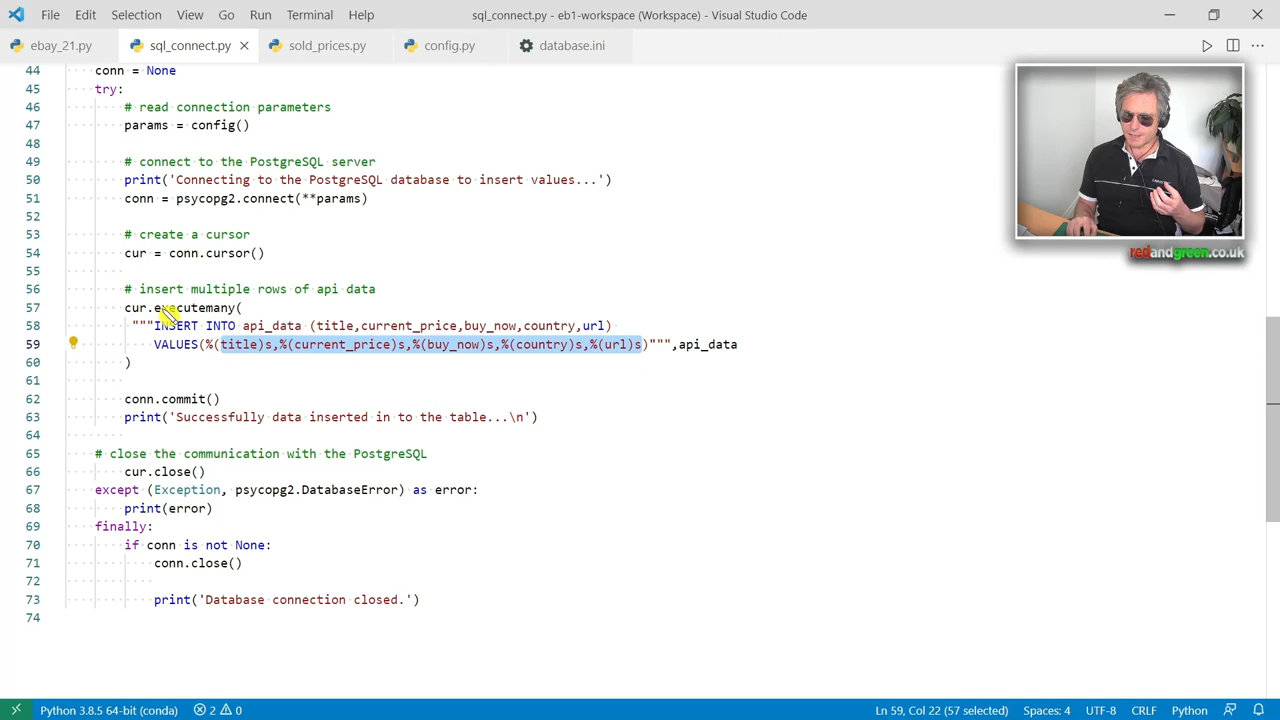 File Edit Selection View Go Run Terminal Help sql_connect.py - eb1-workspace (Workspace) - Visual Studio Code
ebay_21.py sql_connect.py sold_prices.py config.py database.ini
44 conn = None
45 try:
46 # read connection parameters
47 params = config()
48
49 # connect to the PostgreSQL server
50 print('Connecting to the PostgreSQL database to insert values...')
51 conn = psycopg2.connect(**params)
52
53 # create a cursor
54 cur = conn.cursor()
55
56 # insert multiple rows of api data
57 cur.executemany(
58 """INSERT INTO api_data (title,current_price,buy_now,country,url)
59 VALUES(%(title)s,%(current_price)s,%(buy_now)s,%(country)s,%(url)s)""",api_data
60 )
61
62 conn.commit()
63 print('Successfully data inserted in to the table...\n')
64
65 # close the communication with the PostgreSQL
66 cur.close()
67 except (Exception, psycopg2.DatabaseError) as error:
68 print(error)
69 finally:
70 if conn is not None:
71 conn.close()
72
73 print('Database connection closed.')
74
redandgreen.co.uk
Python 3.8.5 64-bit (conda) 2 0 Ln 59, Col 22 (57 selected) Spaces: 4 UTF-8 CRLF Python